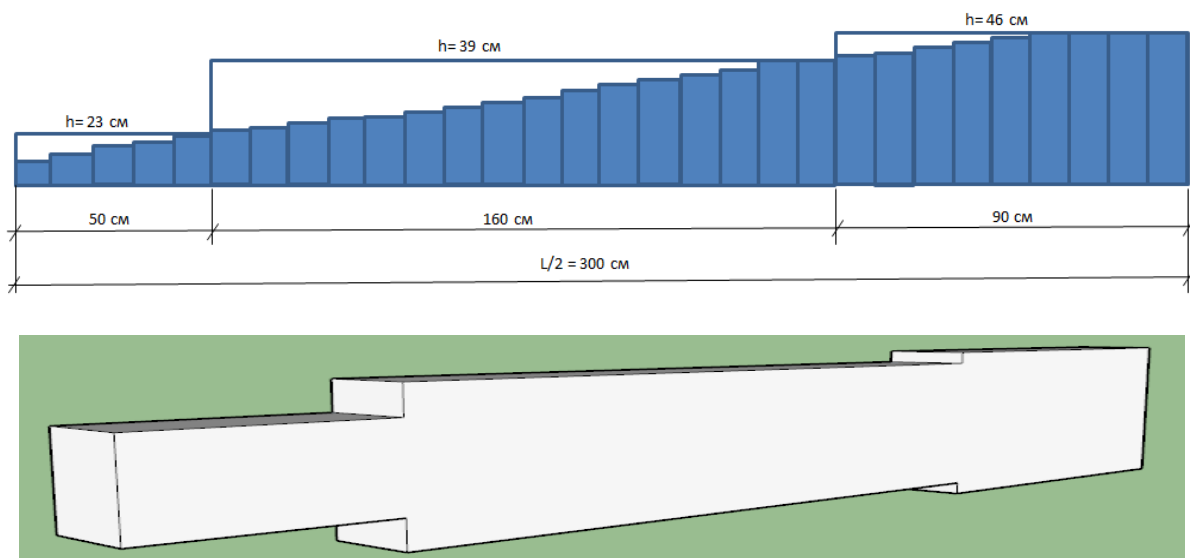 h= 46 см
h= 39 см
h= 23 см
50 см
160 см
90 см
L/2 = 300 см